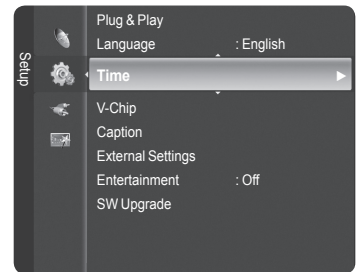 Setup
Plug & Play
Language : English
Time
V-Chip
Caption
External Settings
Entertainment : Off
SW Upgrade